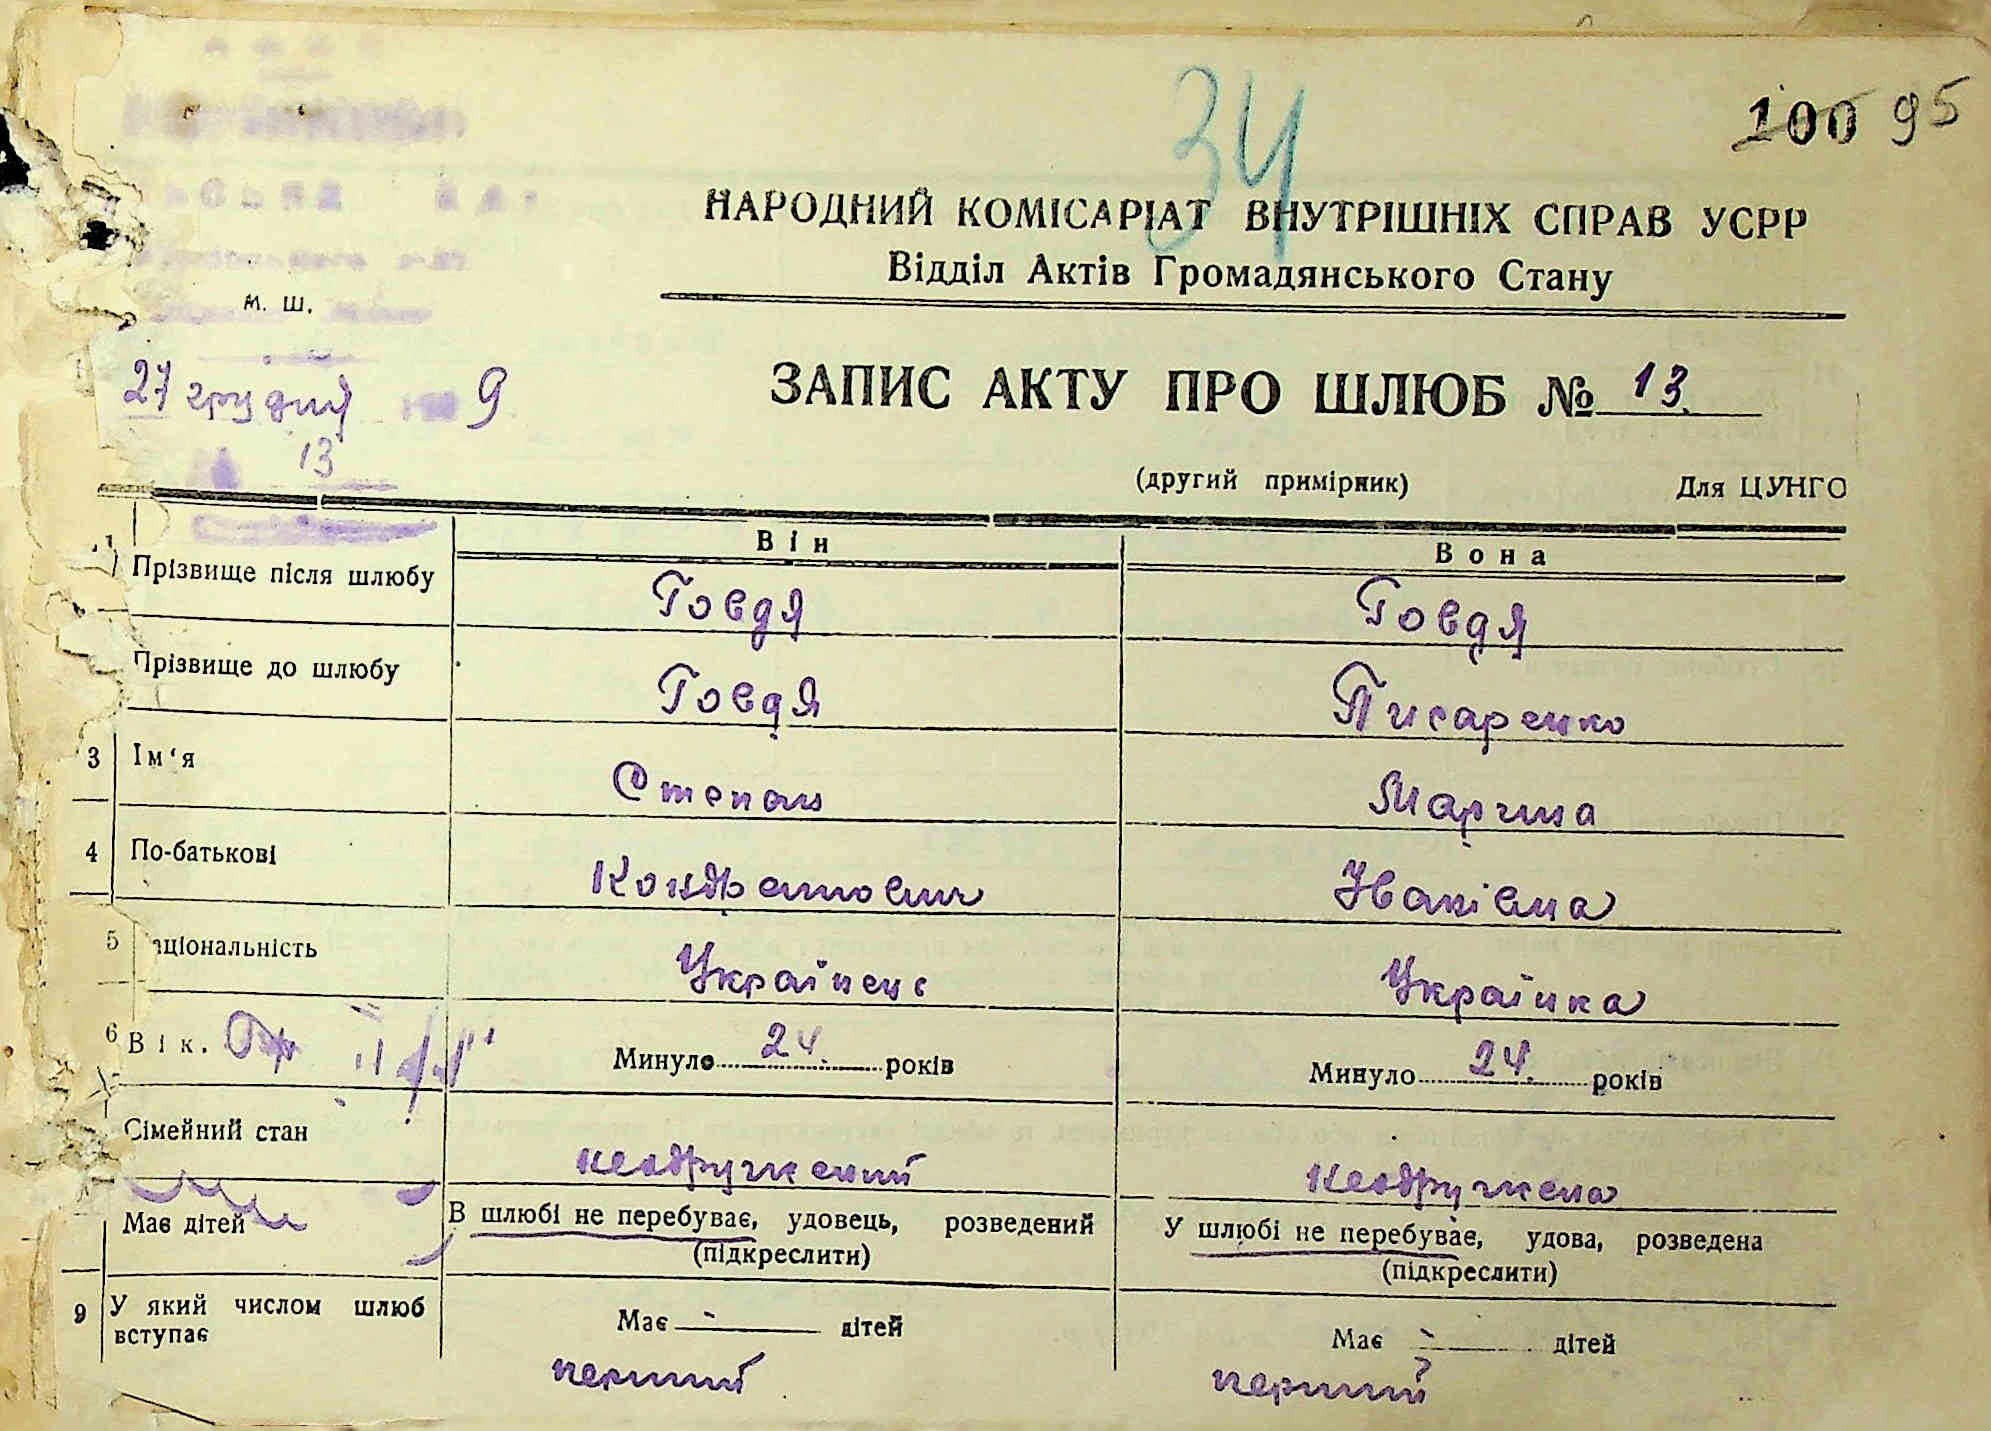 34
100 95
НАРОДНИЙ КОМІСАРІАТ ВНУТРІШНІХ СПРАВ УСРР
Відділ Актів Громадянського Стану
М. Ш.
27 грудня 9
ЗАПИС АКТУ ПРО ШЛЮБ № 13.
13
(другий примірник) Для ЦУНГО
Він Вона
Прізвище після шлюбу Говдя Говдя
Прізвище до шлюбу Говдя Писаренко
3 Ім‘я Степан Марина
4 По-батькові Кондратович Іванівна
5 аціональність Українець Українка
6 Вік. Минуло 24. років Минуло 24. років
Сімейний стан неодружений неодружена
Має дітей В шлюбі не перебуває, удовець, розведений У шлюбі не перебуває, удова, розведена
(підкреслити) (підкреслити)
9 У який числом шлюб вступає Має - дітей Має - дітей
перший перший